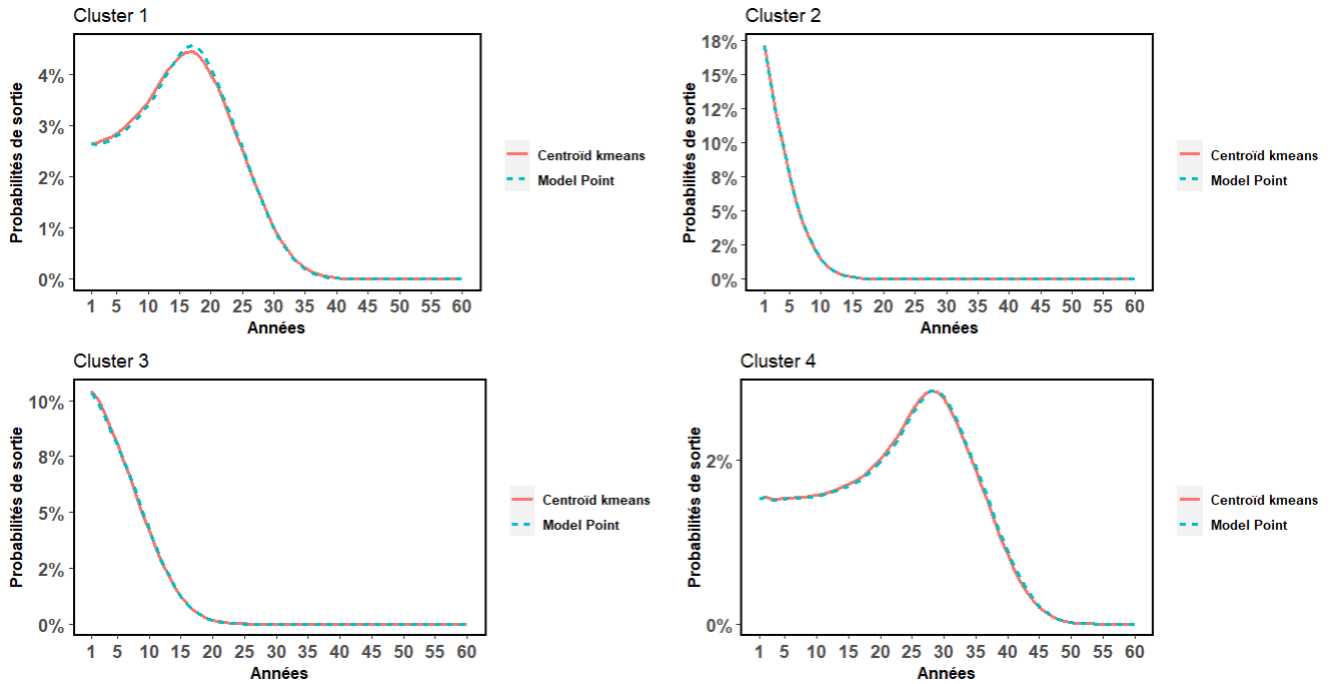 Cluster 1
Probabilités de sortie
4%
3%
2%
1%
0%
1 5 10 15 20 25 30 35 40 45 50 55 60
Années
Centroïd kmeans
Model Point
Cluster 2
Probabilités de sortie
18%
15%
12%
10%
8%
5%
2%
0%
1 5 10 15 20 25 30 35 40 45 50 55 60
Années
Centroïd kmeans
Model Point
Cluster 3
Probabilités de sortie
10%
8%
5%
2%
0%
1 5 10 15 20 25 30 35 40 45 50 55 60
Années
Centroïd kmeans
Model Point
Cluster 4
Probabilités de sortie
2%
0%
1 5 10 15 20 25 30 35 40 45 50 55 60
Années
Centroïd kmeans
Model Point